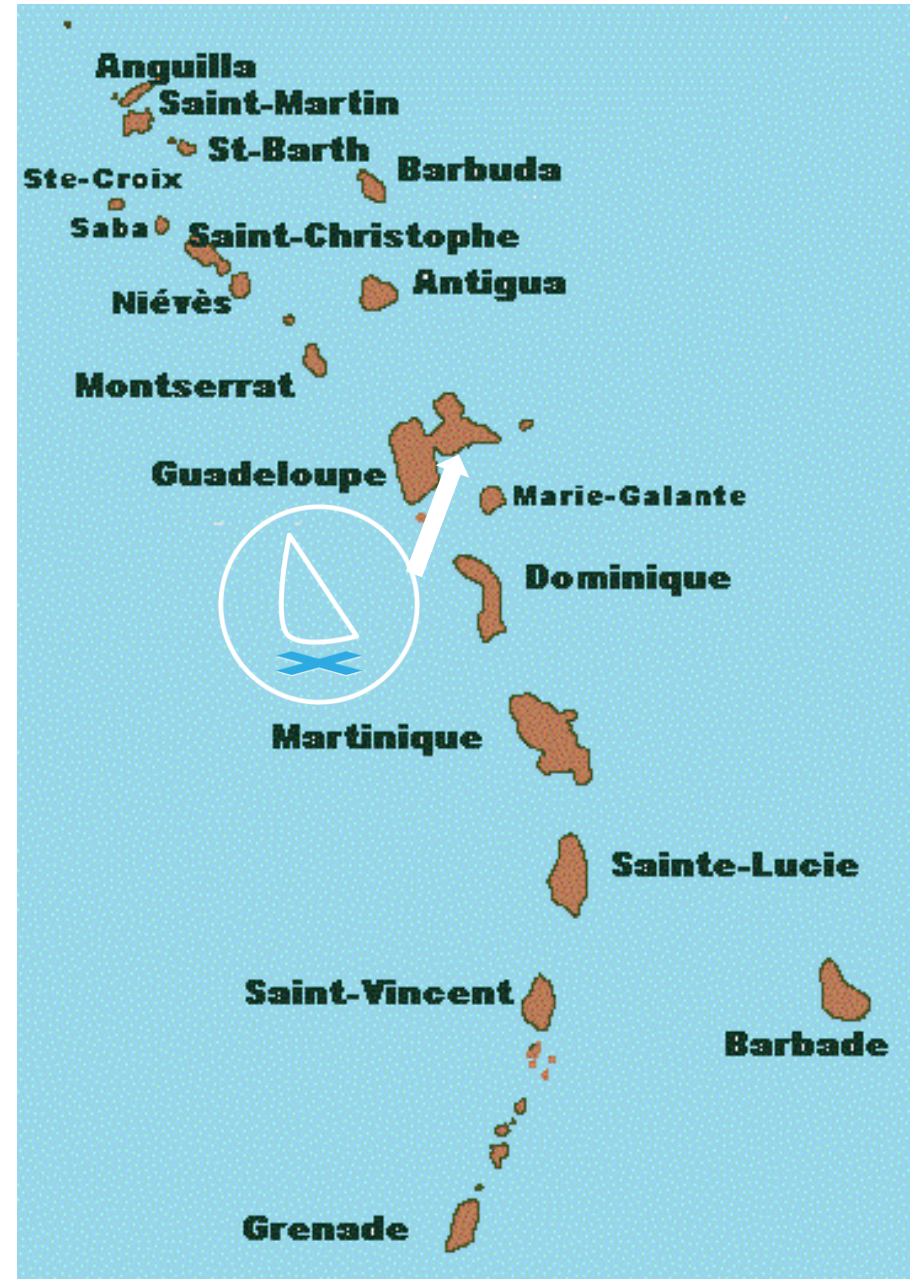 Anguilla
Saint-Martin
St-Barth
Barbuda
Ste-Croix
Saba
Saint-Christophe
Antigua
Niévès
Montserrat
Guadeloupe
Marie-Galante
Dominique
Martinique
Sainte-Lucie
Saint-Vincent
Barbade
Grenade